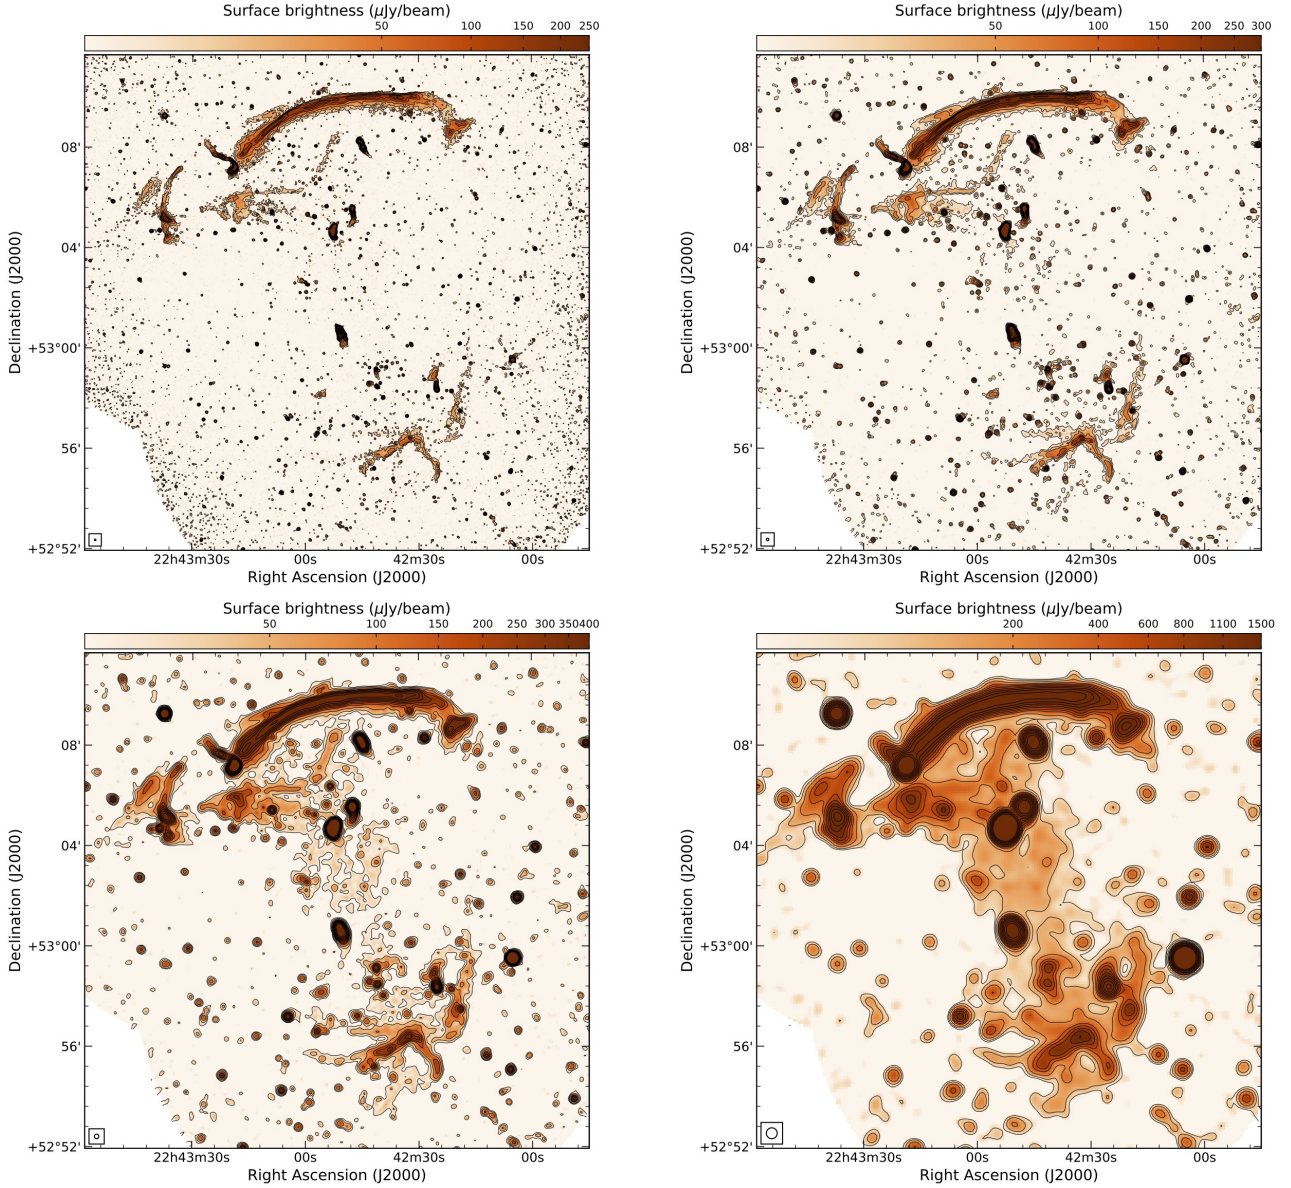 Surface brightness (μJy/beam)
50 100 150 200 250
08'
04'
+53°00'
56'
+52°52'
22h43m30s 00s 42m30s 00s
Right Ascension (J2000)
Declination (J2000)
Surface brightness (μJy/beam)
50 100 150 200 250 300
08'
04'
+53°00'
56'
+52°52'
22h43m30s 00s 42m30s 00s
Right Ascension (J2000)
Declination (J2000)
Surface brightness (μJy/beam)
50 100 150 200 250 300 350 400
08'
04'
+53°00'
56'
+52°52'
22h43m30s 00s 42m30s 00s
Right Ascension (J2000)
Declination (J2000)
Surface brightness (μJy/beam)
200 400 600 800 1100 1500
08'
04'
+53°00'
56'
+52°52'
22h43m30s 00s 42m30s 00s
Right Ascension (J2000)
Declination (J2000)